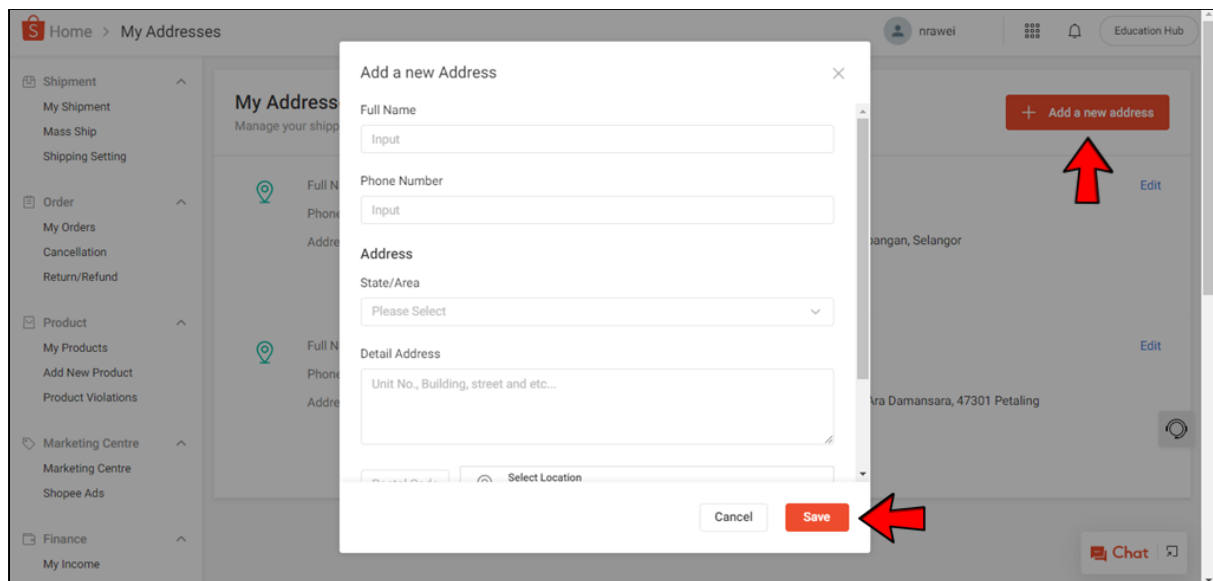 S Home > My Addresses
nrawei
Education Hub
Shipment
My Shipment
Mass Ship
Shipping Setting
Order
My Orders
Cancellation
Return/Refund
Product
My Products
Add New Product
Product Violations
Marketing Centre
Marketing Centre
Shopee Ads
Finance
My Income
My Address
Manage your shipp
+ Add a new address
Full N
Phone
Addre
Edit
pangan, Selangor
Full N
Phone
Addre
Edit
Ara Damansara, 47301 Petaling
Add a new Address
Full Name
Input
Phone Number
Input
Address
State/Area
Please Select
Detail Address
Unit No., Building, street and etc...
Postal Code
Select Location
Cancel
Save
Chat